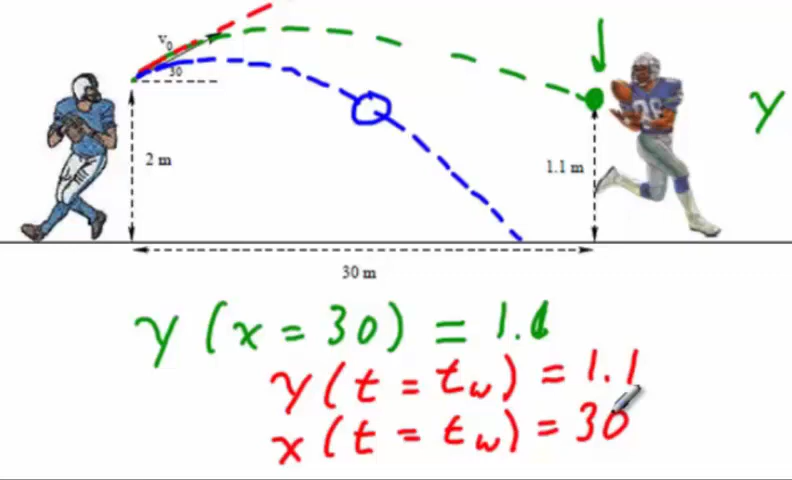 v0
30
2 m
1.1 m
y
30 m
y (x = 30) = 1.1
y (t = tw) = 1.1
x (t = tw) = 30